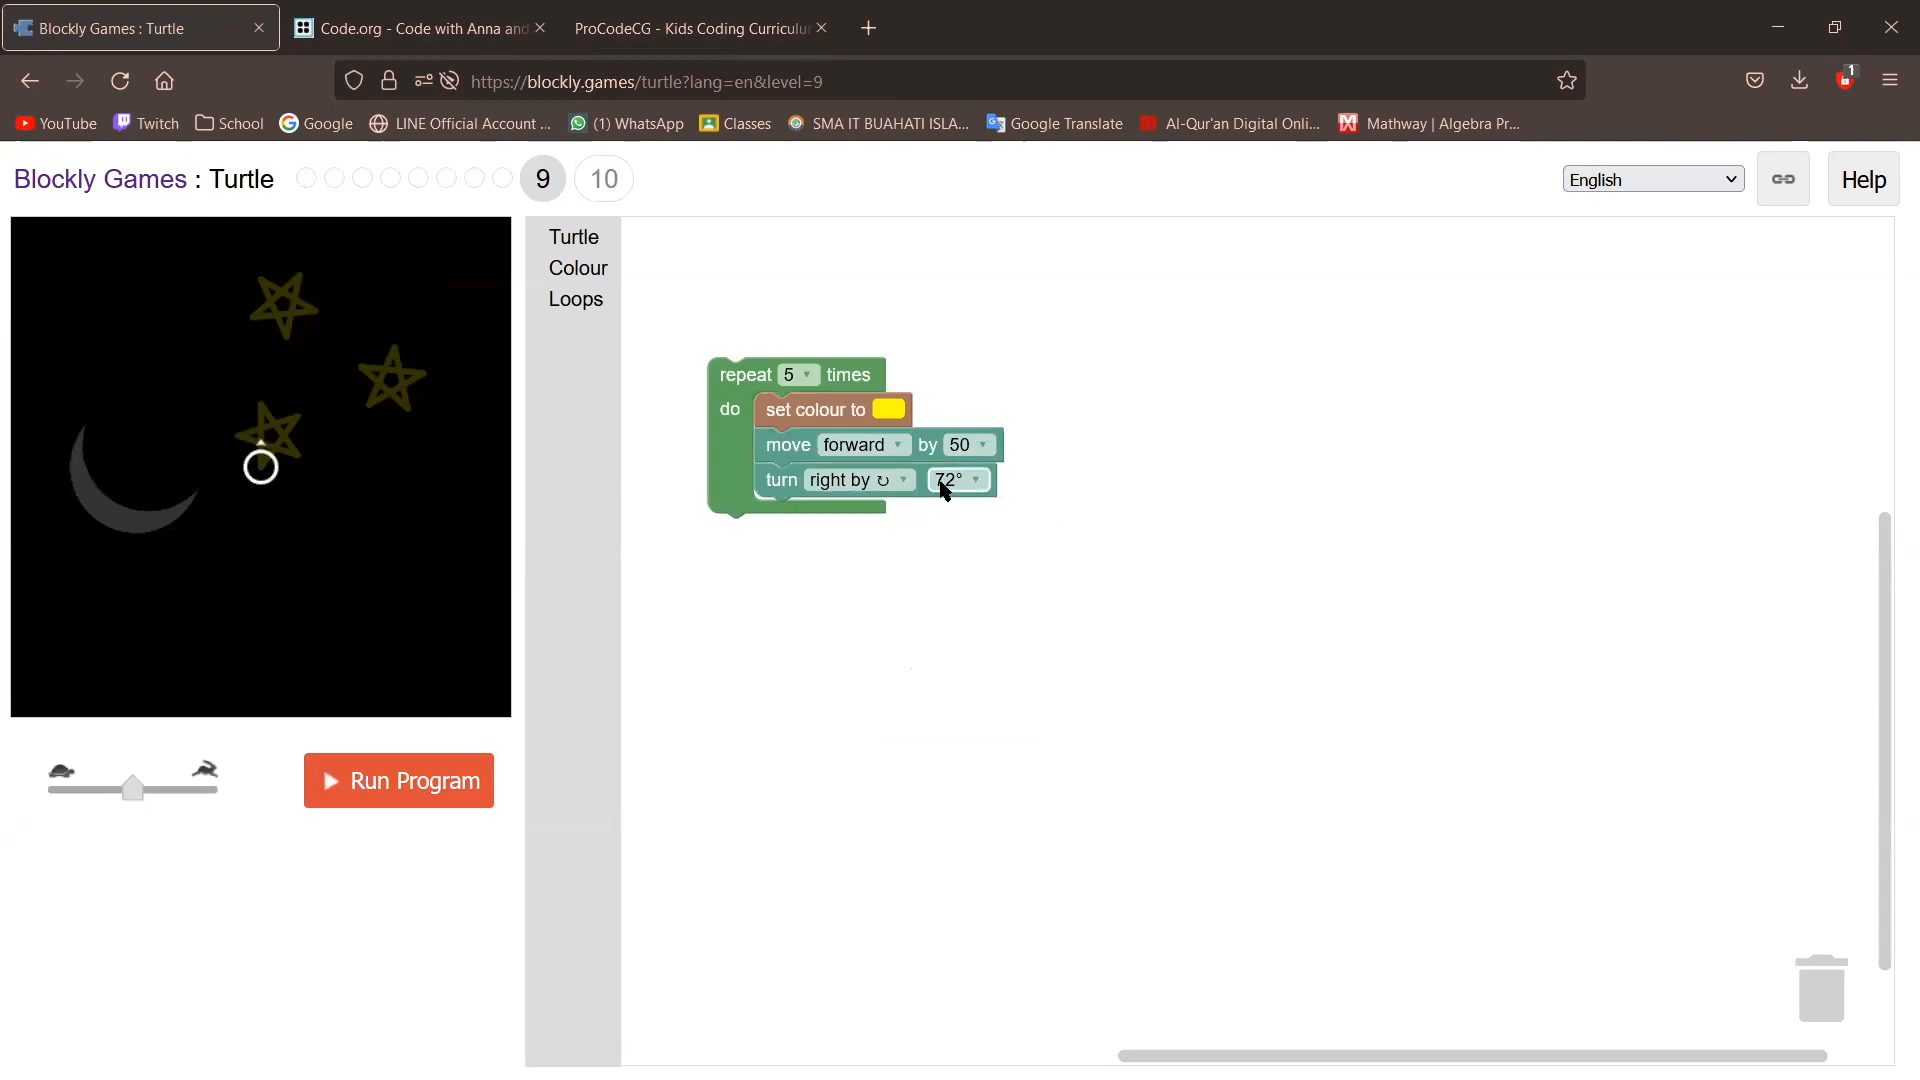 Blockly Games : Turtle
Code.org - Code with Anna and
ProCodeCG - Kids Coding Curriculu
https://blockly.games/turtle?lang=en&level=9
1
YouTube
Twitch
School
Google
LINE Official Account ...
(1) WhatsApp
Classes
SMA IT BUAHATI ISLA...
Google Translate
Al-Qur'an Digital Onli...
Mathway | Algebra Pr...
Blockly Games : Turtle
9
10
English
Help
Turtle
Colour
Loops
repeat 5 times
do
set colour to
move forward by 50
turn right by ↻ 72°
Run Program